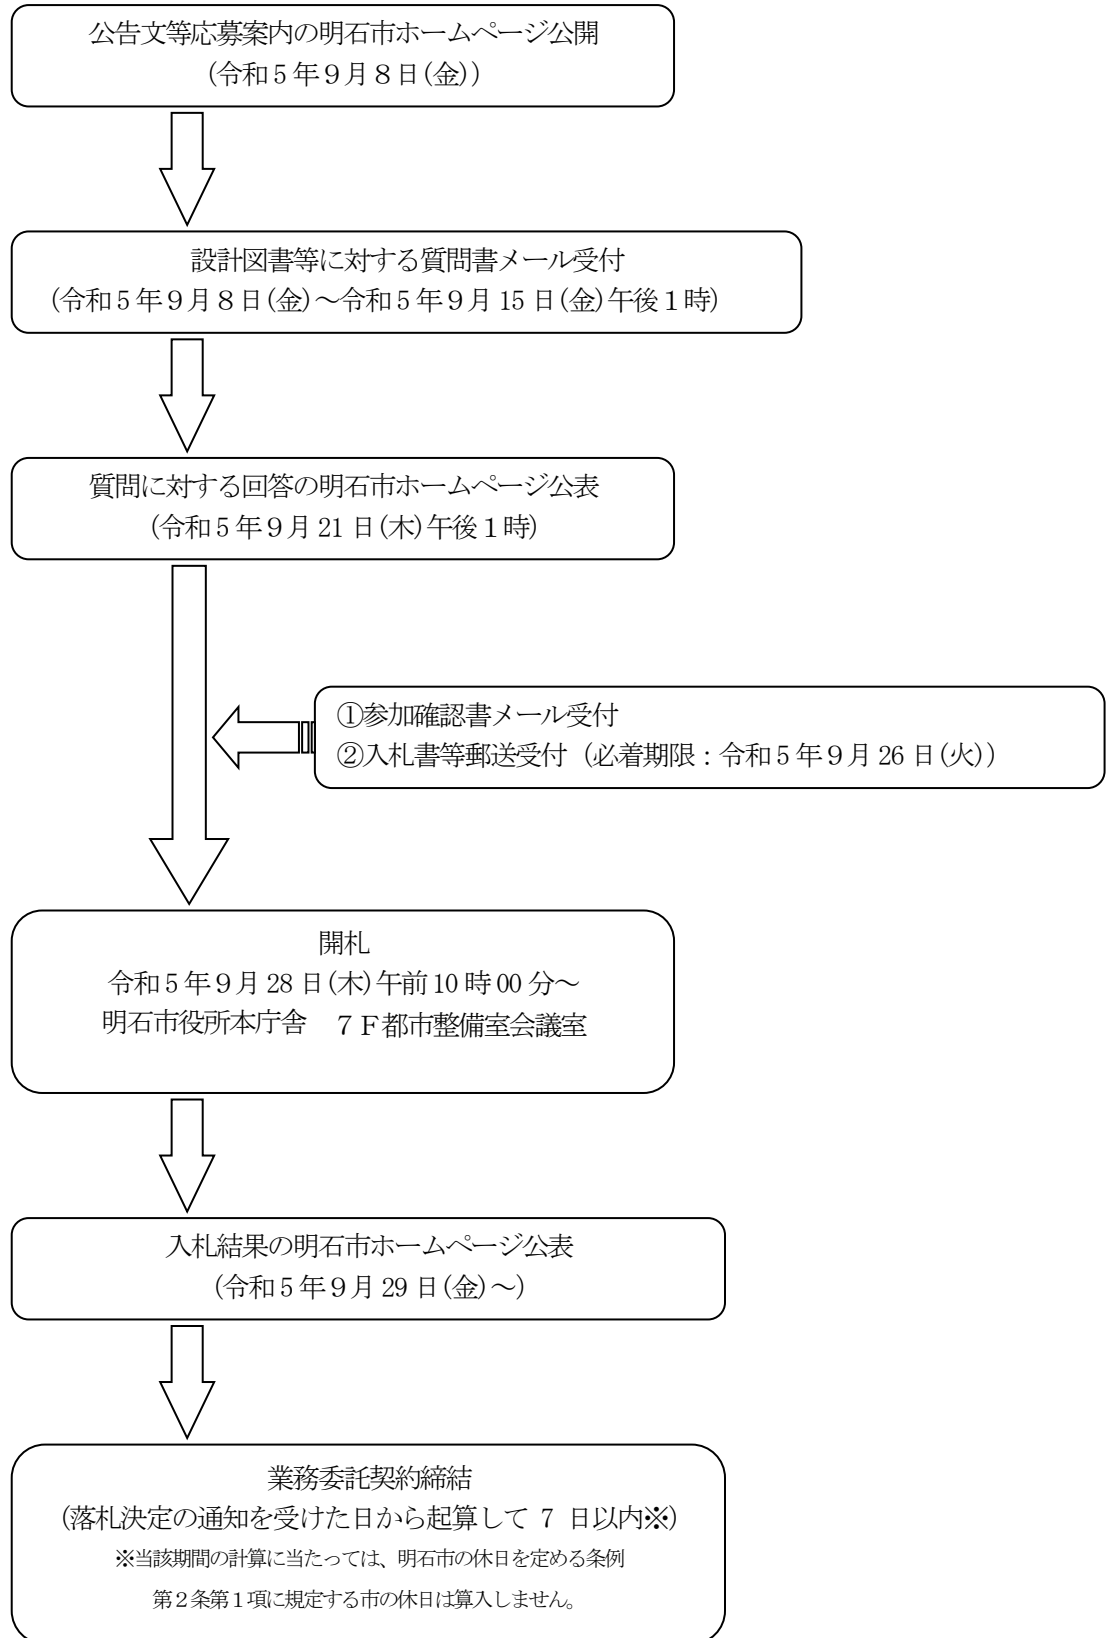 公告文等応募案内の明石市ホームページ公開
(令和5年9月8日(金))
設計図書等に対する質問書メール受付
(令和5年9月8日(金)~令和5年9月15日(金)午後1時)
質問に対する回答の明石市ホームページ公表
(令和5年9月21日(木)午後1時)
①参加確認書メール受付
②入札書等郵送受付(必着期限:令和5年9月26日(火))
開札
令和5年9月28日(木)午前10時00分~
明石市役所本庁舎 7F都市整備室会議室
入札結果の明石市ホームページ公表
(令和5年9月29日(金)~)
業務委託契約締結
(落札決定の通知を受けた日から起算して 7 日以内※)
※当該期間の計算に当たっては、明石市の休日を定める条例
第2条第1項に規定する市の休日は算入しません。